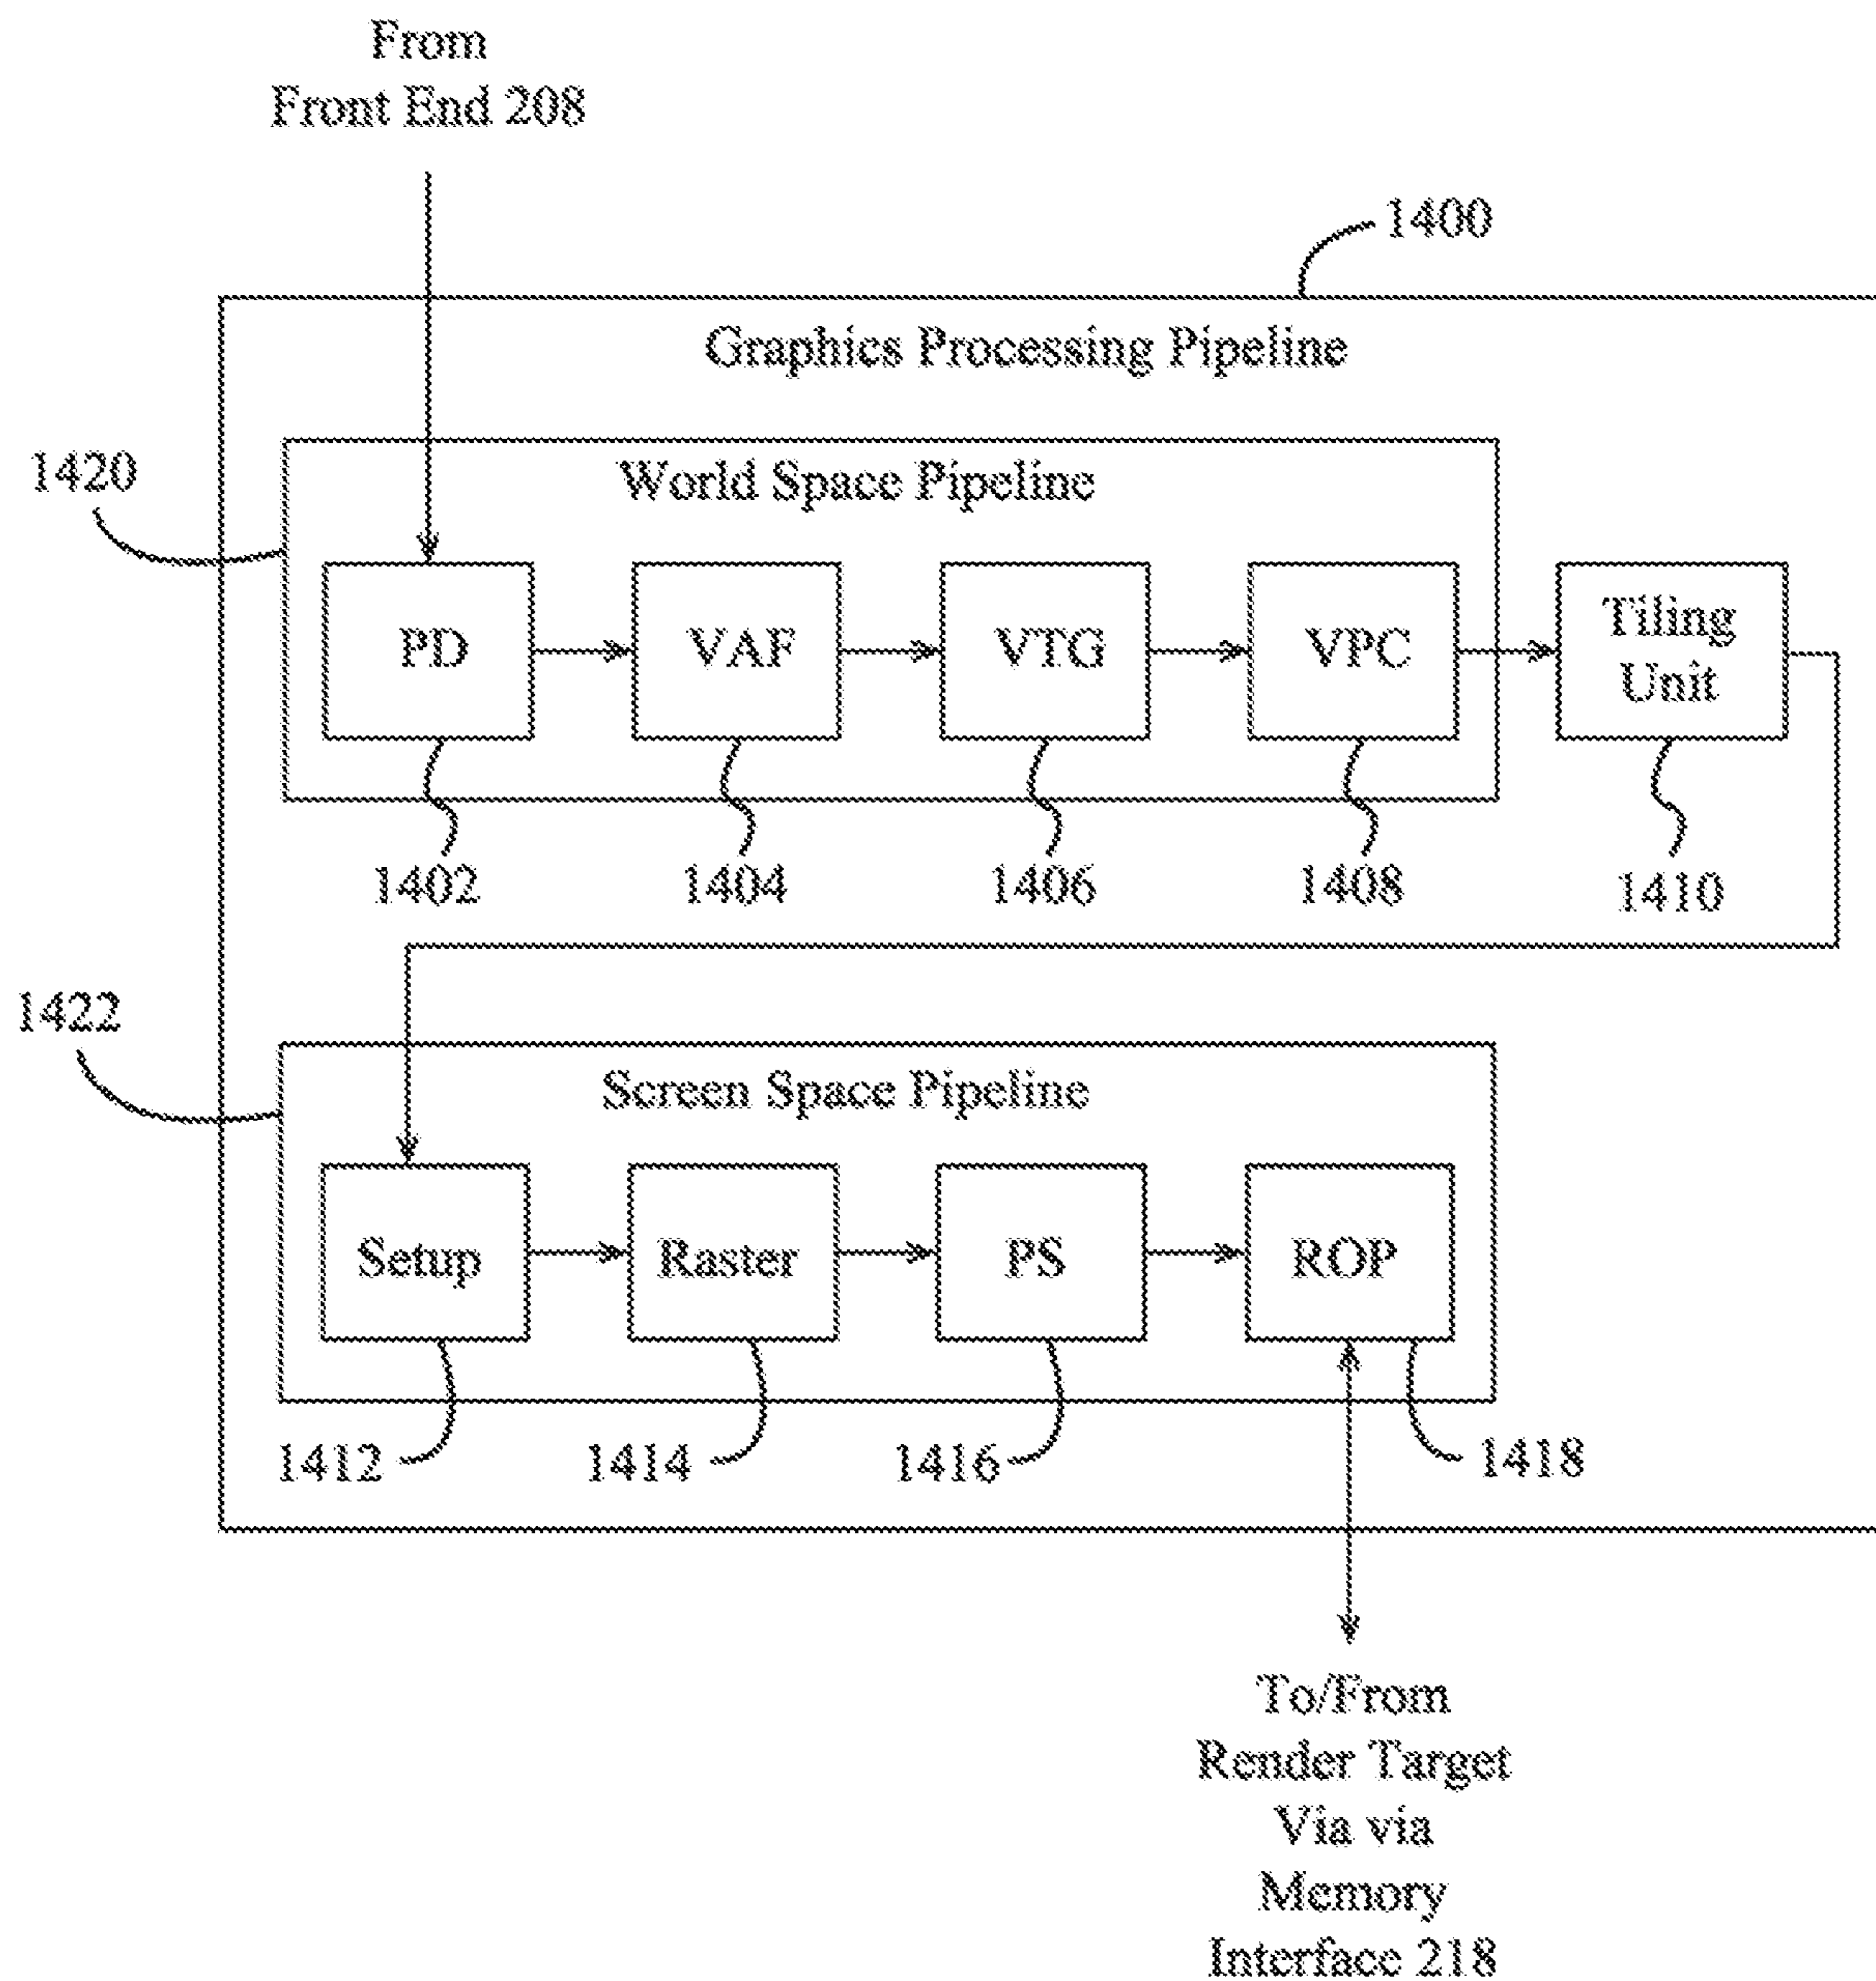 From
Front End 208
1400
Graphics Processing Pipeline
1420
World Space Pipeline
PD
VAF
VTG
VPC
Tiling
Unit
1402
1404
1406
1408
1410
1422
Screen Space Pipeline
Setup
Raster
PS
ROP
1412
1414
1416
1418
To/From
Render Target
Via via
Memory
Interface 218